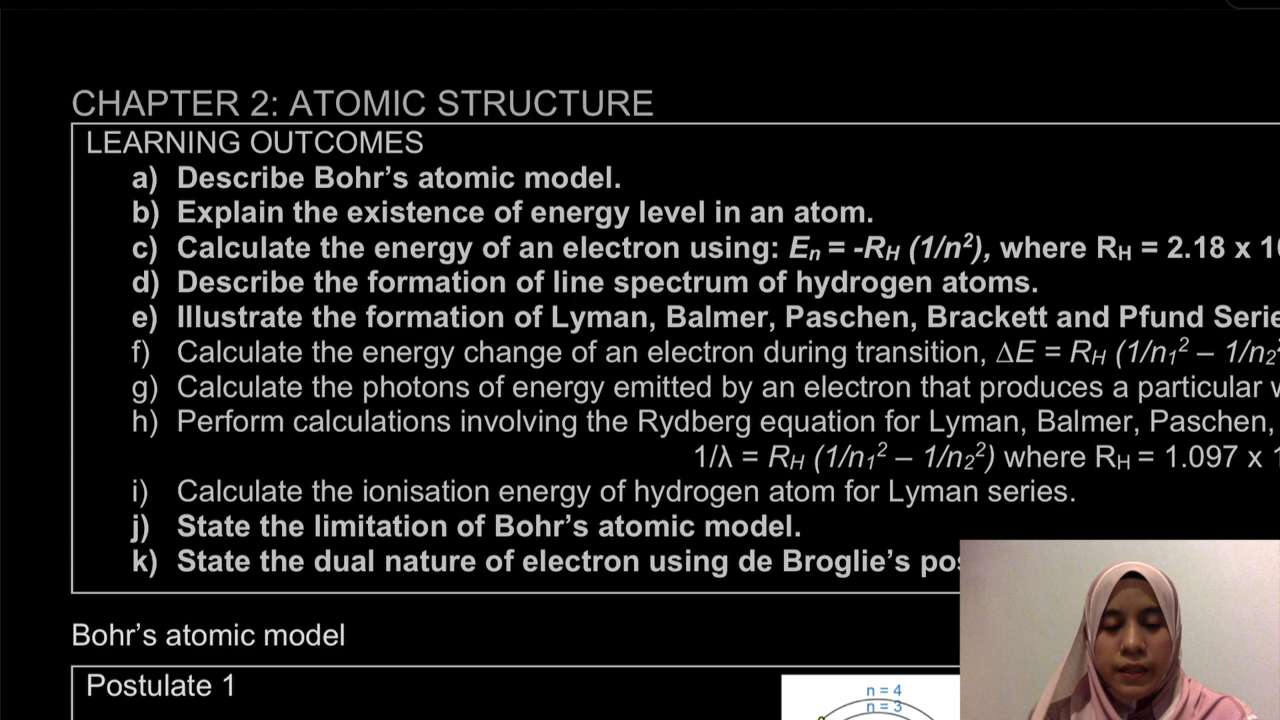 CHAPTER 2: ATOMIC STRUCTURE
LEARNING OUTCOMES
a) Describe Bohr’s atomic model.
b) Explain the existence of energy level in an atom.
c) Calculate the energy of an electron using: Eₙ = -R_H (1/n²), where R_H = 2.18 x 1
d) Describe the formation of line spectrum of hydrogen atoms.
e) Illustrate the formation of Lyman, Balmer, Paschen, Brackett and Pfund Serie
f) Calculate the energy change of an electron during transition, ΔE = R_H (1/n₁² – 1/n₂²
g) Calculate the photons of energy emitted by an electron that produces a particular
h) Perform calculations involving the Rydberg equation for Lyman, Balmer, Paschen,
1/λ = R_H (1/n₁² – 1/n₂²) where R_H = 1.097 x 1
i) Calculate the ionisation energy of hydrogen atom for Lyman series.
j) State the limitation of Bohr’s atomic model.
k) State the dual nature of electron using de Broglie’s pos
Bohr’s atomic model
Postulate 1
n = 4
n = 3